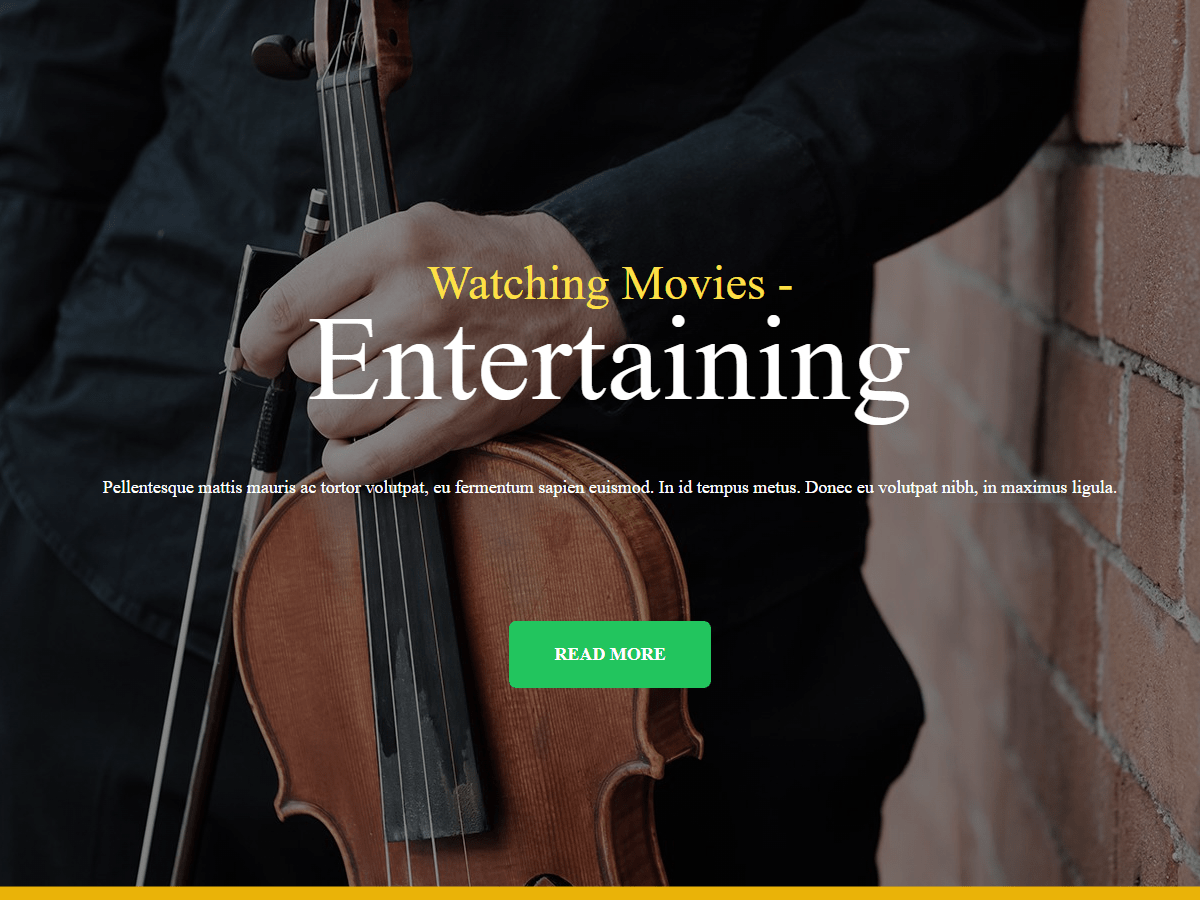 Watching Movies -
Entertaining
Pellentesque mattis mauris ac tortor volutpat, eu fermentum sapien euismod. In id tempus metus. Donec eu volutpat nibh, in maximus ligula.
READ MORE